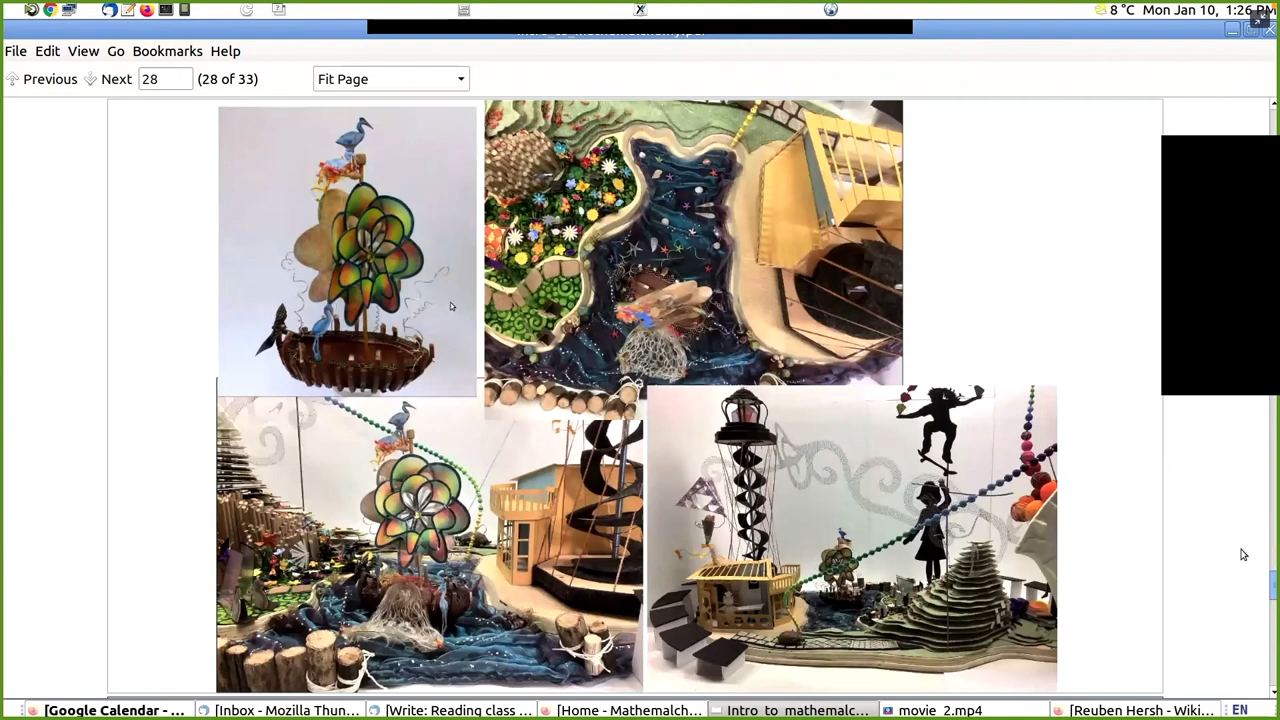 8 °C Mon Jan 10, 1:26 PM
File Edit View Go Bookmarks Help
Previous Next 28 (28 of 33) Fit Page
[Google Calendar - ... [Inbox - Mozilla Thun... [Write: Reading class ... [Home - Mathemalch... Intro_to_mathemalc... movie_2.mp4 [Reuben Hersh - Wiki... EN